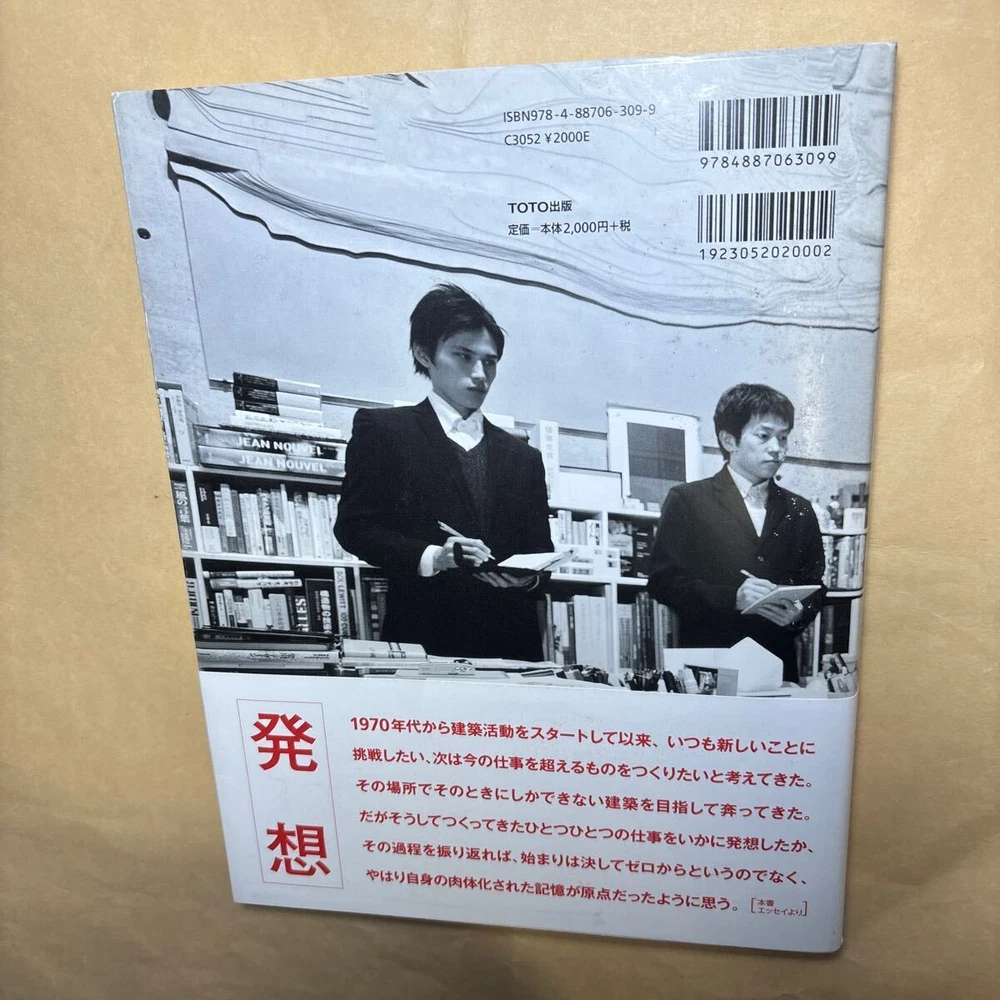 ISBN978-4-88706-309-9
C3052 ¥2000E
9784887063099
TOTO出版
定価=本体2,000円+税
1923052020002
JEAN NOUVEL
JEAN NOUVEL
SOL LEWITT
発想
1970年代から建築活動をスタートして以来、いつも新しいことに
挑戦したい、次は今の仕事を超えるものをつくりたいと考えてきた。
その場所でそのときにしかできない建築を目指して奔ってきた。
だがそうしてつくってきたひとつひとつの仕事をいかに発想したか、
その過程を振り返れば、始まりは決してゼロからというのでなく、
やはり自身の肉体化された記憶が原点だったように思う。
[本書
エッセイより]